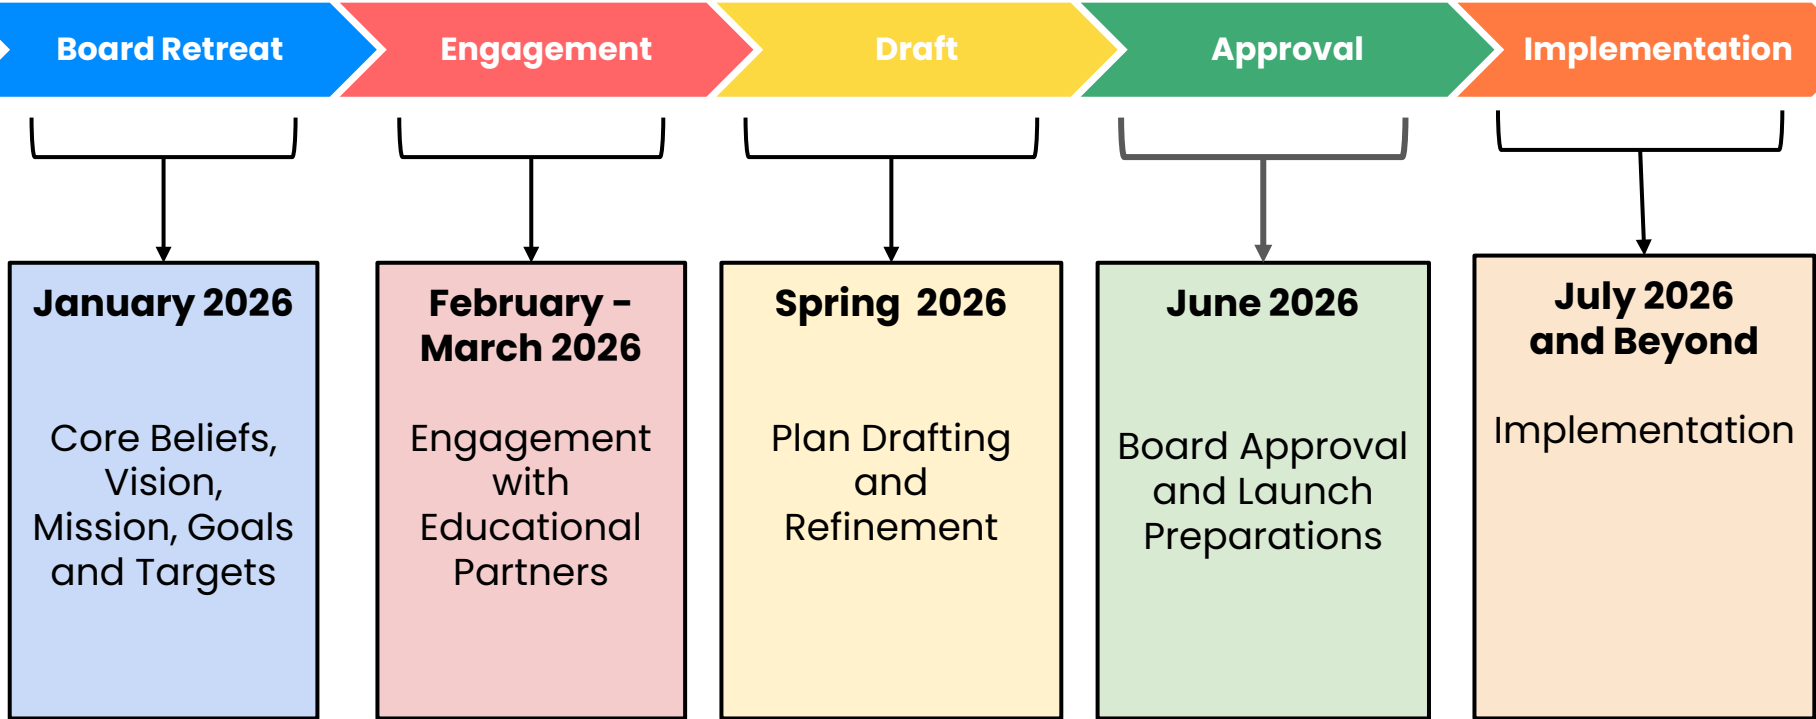 Board Retreat
Engagement
Draft
Approval
Implementation
January 2026
Core Beliefs,
Vision,
Mission, Goals
and Targets
February -
March 2026
Engagement
with
Educational
Partners
Spring 2026
Plan Drafting
and
Refinement
June 2026
Board Approval
and Launch
Preparations
July 2026
and Beyond
Implementation